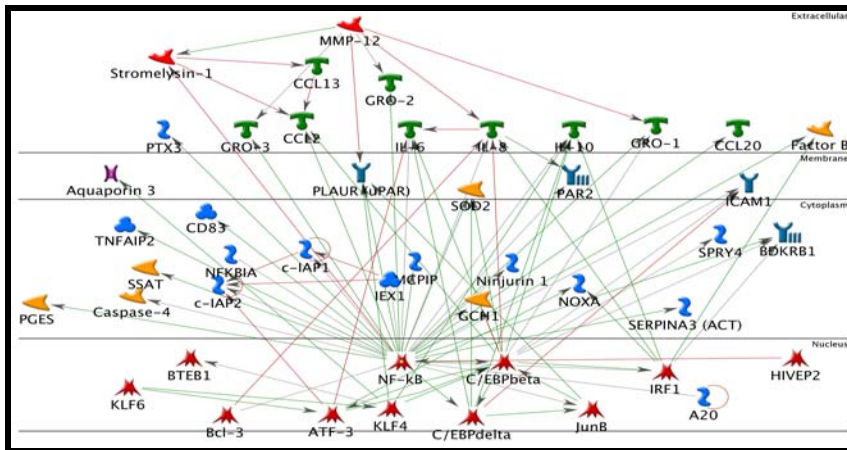 Extracellular
MMP-12
Stromelysin-1
CCL13
GRO-2
PTX3
GRO-3
CCL2
IL-6
IL-8
IL-10
GRO-1
CCL20
Factor B
Membrane
Aquaporin 3
PLAUR (uPAR)
PAR2
SOD2
ICAM1
Cytoplasm
CD83
TNFAIP2
NFKBIA
c-IAP1
MCPIP
Ninjurin 1
SPRY4
BDKRB1
SSAT
c-IAP2
IEX1
NOXA
PGES
Caspase-4
GCH1
SERPINA3 (ACT)
Nucleus
BTEB1
NF-kB
C/EBPbeta
IRF1
HIVEP2
KLF6
Bcl-3
ATF-3
KLF4
C/EBPdelta
JunB
A20